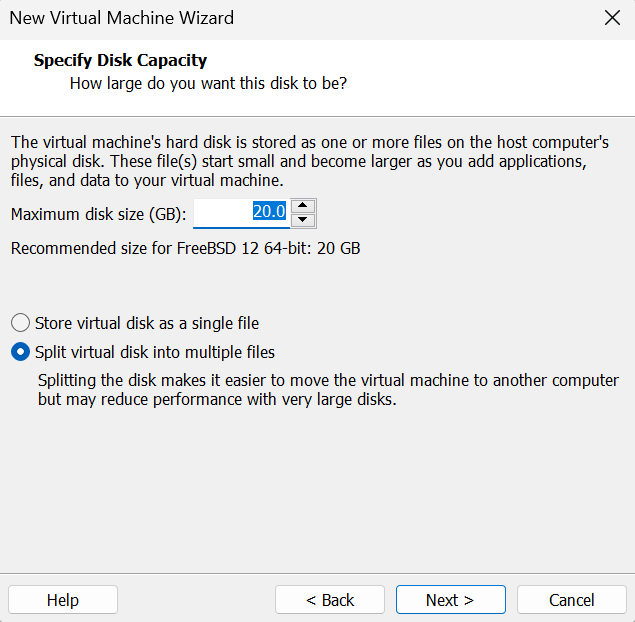 New Virtual Machine Wizard
Specify Disk Capacity
How large do you want this disk to be?
The virtual machine's hard disk is stored as one or more files on the host computer's
physical disk. These file(s) start small and become larger as you add applications,
files, and data to your virtual machine.
Maximum disk size (GB): 20.0
Recommended size for FreeBSD 12 64-bit: 20 GB
Store virtual disk as a single file
Split virtual disk into multiple files
Splitting the disk makes it easier to move the virtual machine to another computer
but may reduce performance with very large disks.
Help < Back Next > Cancel